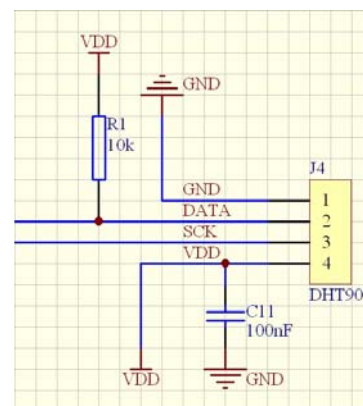 VDD
GND
R1
10k
J4
GND
1
DATA
2
SCK
3
VDD
4
DHT90
C11
100nF
VDD
GND